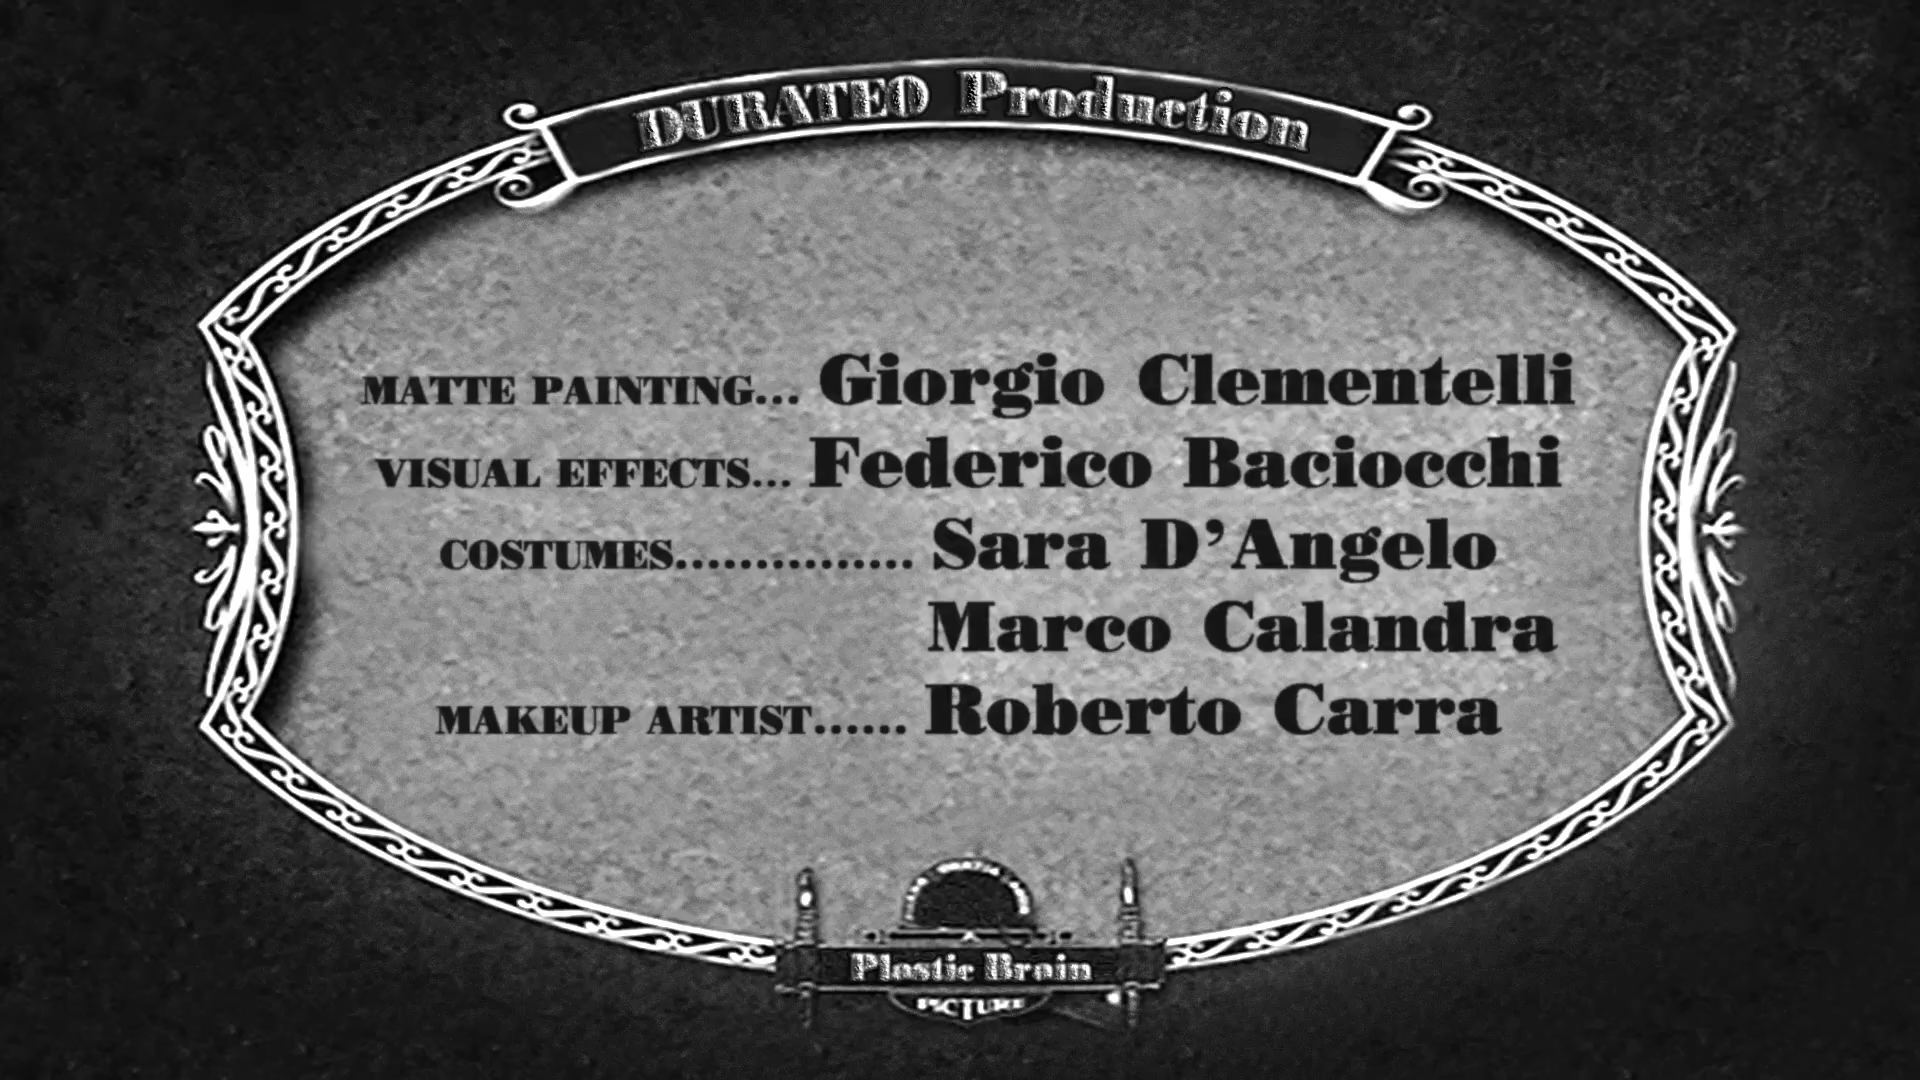 DURATEO Production
MATTE PAINTING... Giorgio Clementelli
VISUAL EFFECTS... Federico Baciocchi
COSTUMES............... Sara D'Angelo
Marco Calandra
MAKEUP ARTIST...... Roberto Carra
Plastic Brain
PICTURE